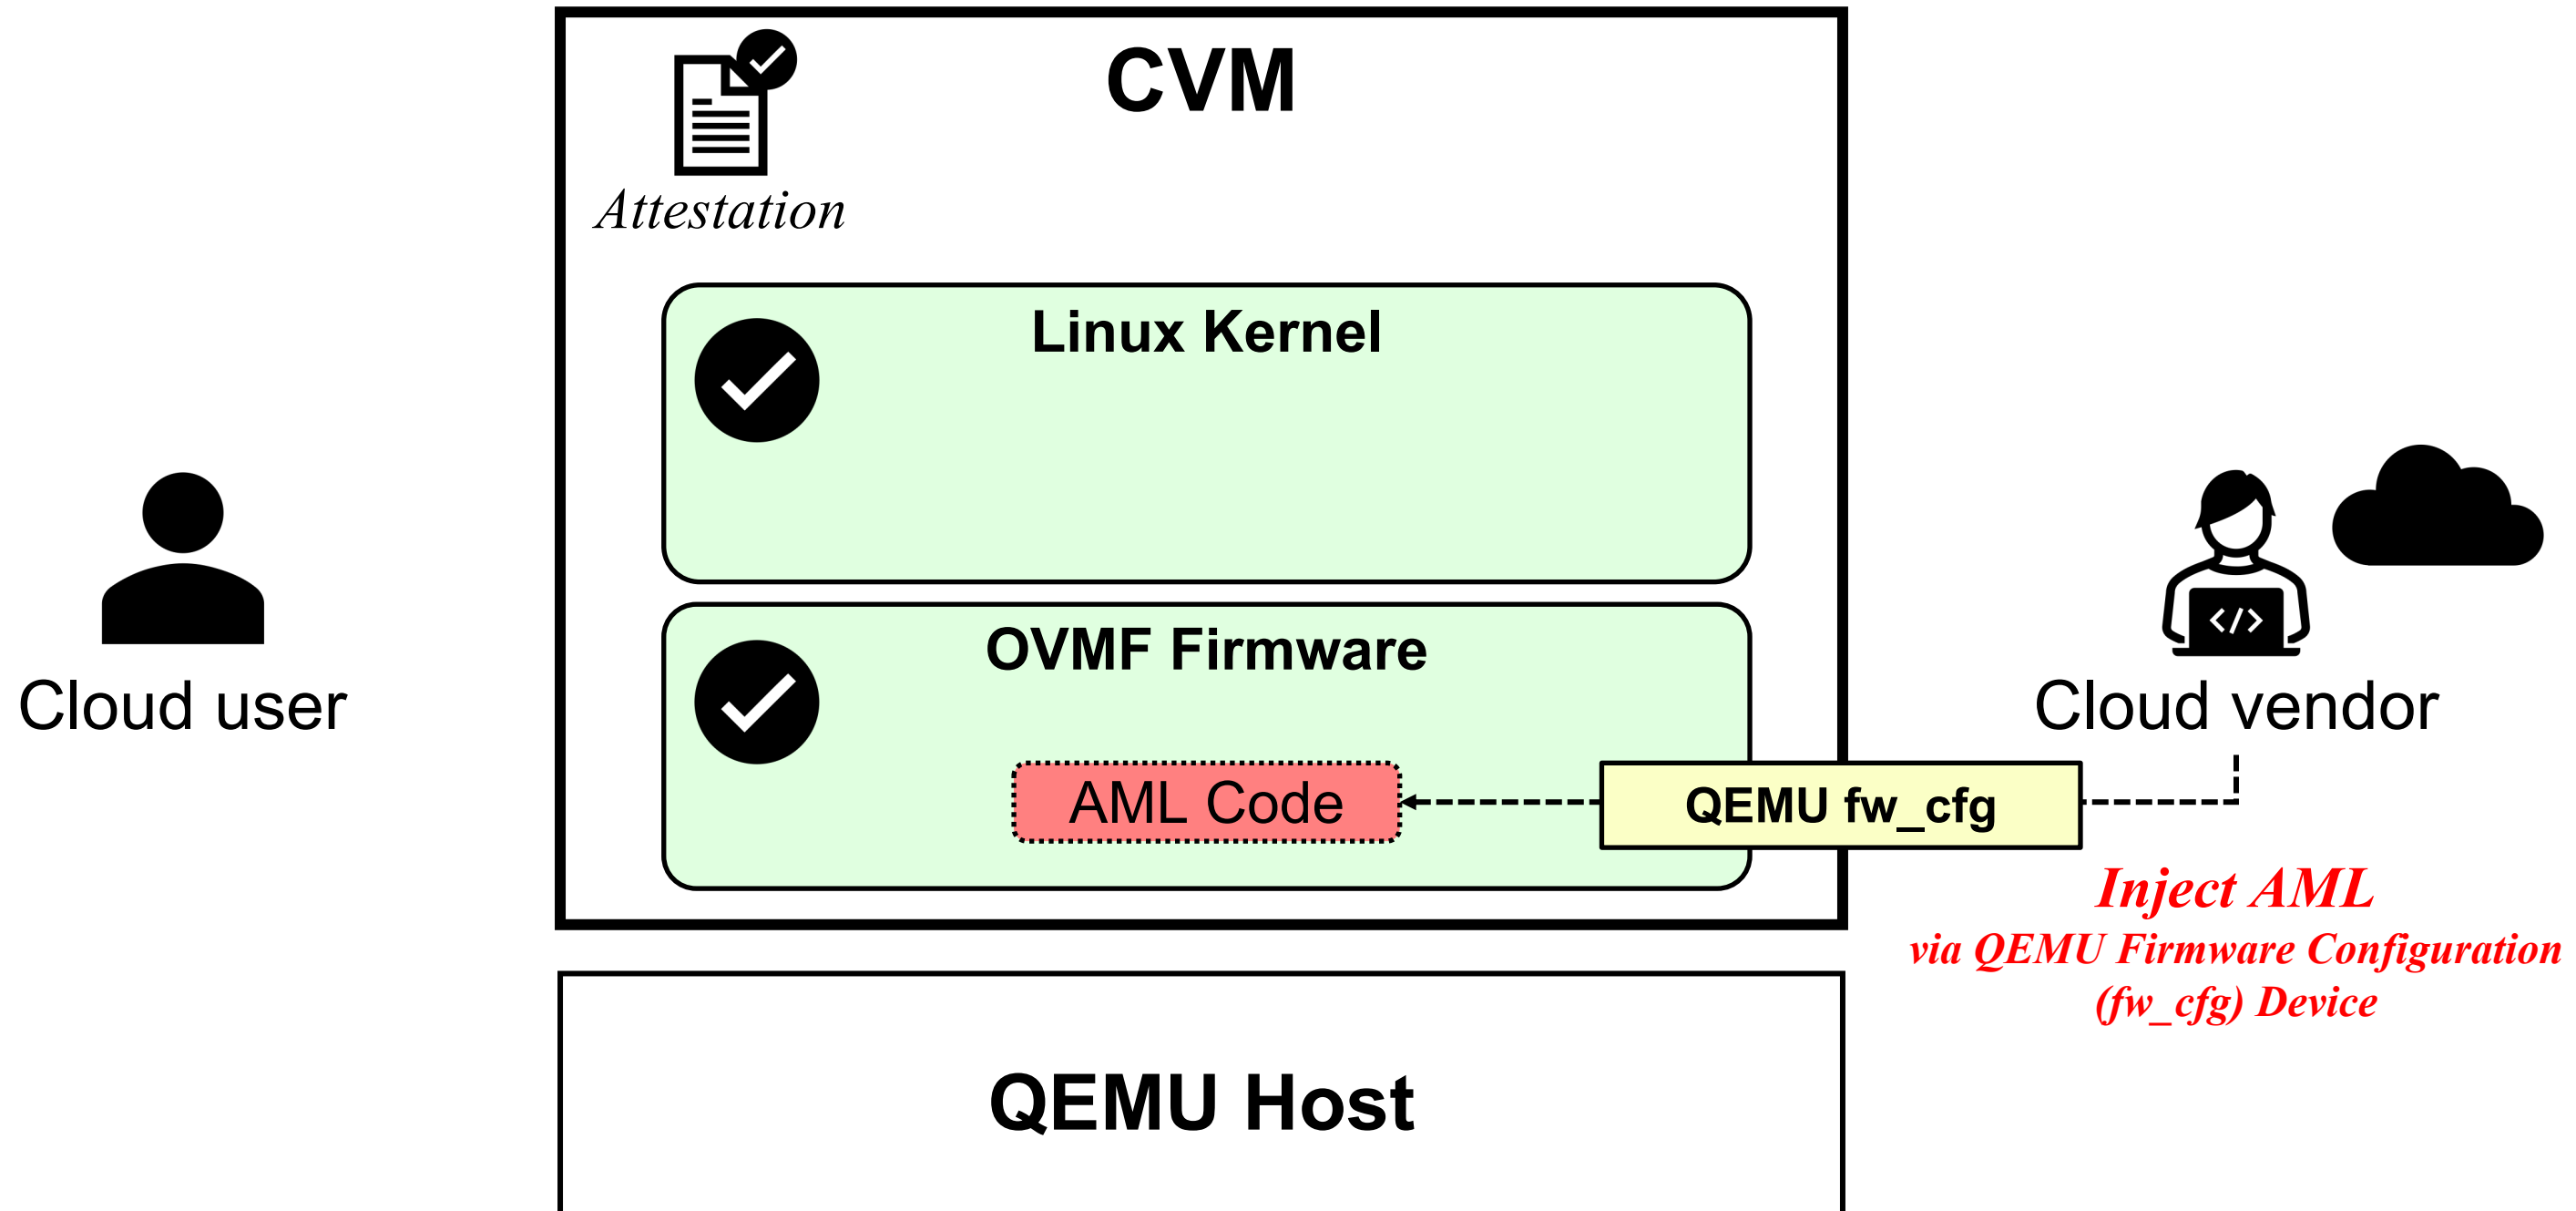 CVM
Attestation
Linux Kernel
OVMF Firmware
AML Code
QEMU fw_cfg
Cloud user
</>
Cloud vendor
Inject AML
via QEMU Firmware Configuration
(fw_cfg) Device
QEMU Host